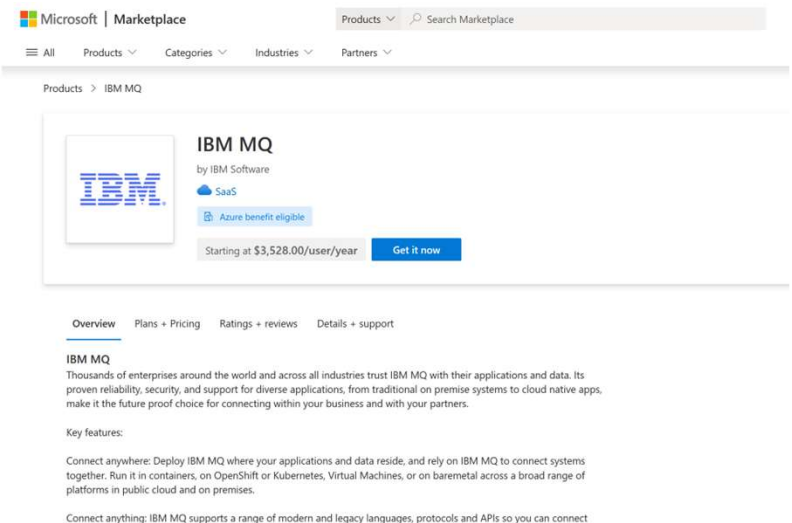 Microsoft | Marketplace
Products
Search Marketplace
All
Products
Categories
Industries
Partners
Products > IBM MQ
IBM MQ
IBM.
by IBM Software
SaaS
Azure benefit eligible
Starting at $3,528.00/user/year
Get it now
Overview
Plans + Pricing
Ratings + reviews
Details + support
IBM MQ
Thousands of enterprises around the world and across all industries trust IBM MQ with their applications and data. Its
proven reliability, security, and support for diverse applications, from traditional on premise systems to cloud native apps,
make it the future proof choice for connecting within your business and with your partners.
Key features:
Connect anywhere: Deploy IBM MQ where your applications and data reside, and rely on IBM MQ to connect systems
together. Run it in containers, on OpenShift or Kubernetes, Virtual Machines, or on baremetal across a broad range of
platforms in public cloud and on premises.
Connect anything: IBM MQ supports a range of modern and legacy languages, protocols and APIs so you can connect